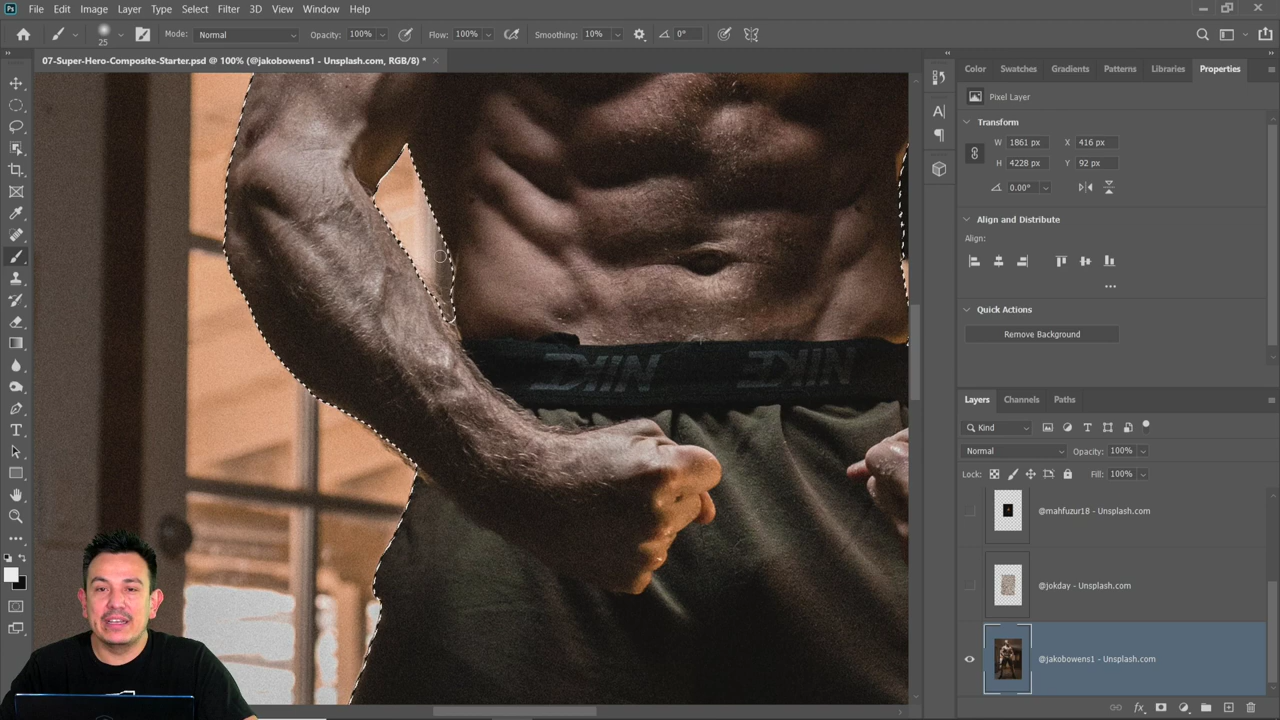 Ps File Edit Image Layer Type Select Filter 3D View Window Help
25 Mode: Normal Opacity: 100% Flow: 100% Smoothing: 10% 0°
07-Super-Hero-Composite-Starter.psd @ 100% (@jakobowens1 - Unsplash.com, RGB/8) *
Color Swatches Gradients Patterns Libraries Properties
Pixel Layer
Transform
W 1861 px X 416 px
H 4228 px Y 92 px
0.00°
Align and Distribute
Align:
Quick Actions
Remove Background
NIKE NIKE
Layers Channels Paths
Kind
Normal Opacity: 100%
Lock: Fill: 100%
@mahfuzur18 - Unsplash.com
@jokday - Unsplash.com
@jakobowens1 - Unsplash.com